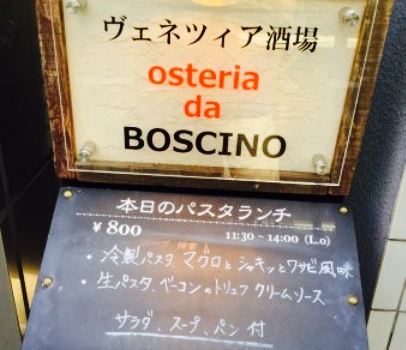 ヴェネツィア酒場
osteria
da
BOSCINO
本日のパスタランチ
¥800 11:30~14:00 (L.o)
・冷製パスタ マグロとシャキッとワサビ風味
・生パスタ、ベーコンのトリュフクリームソース
サラダ、スープ、パン付